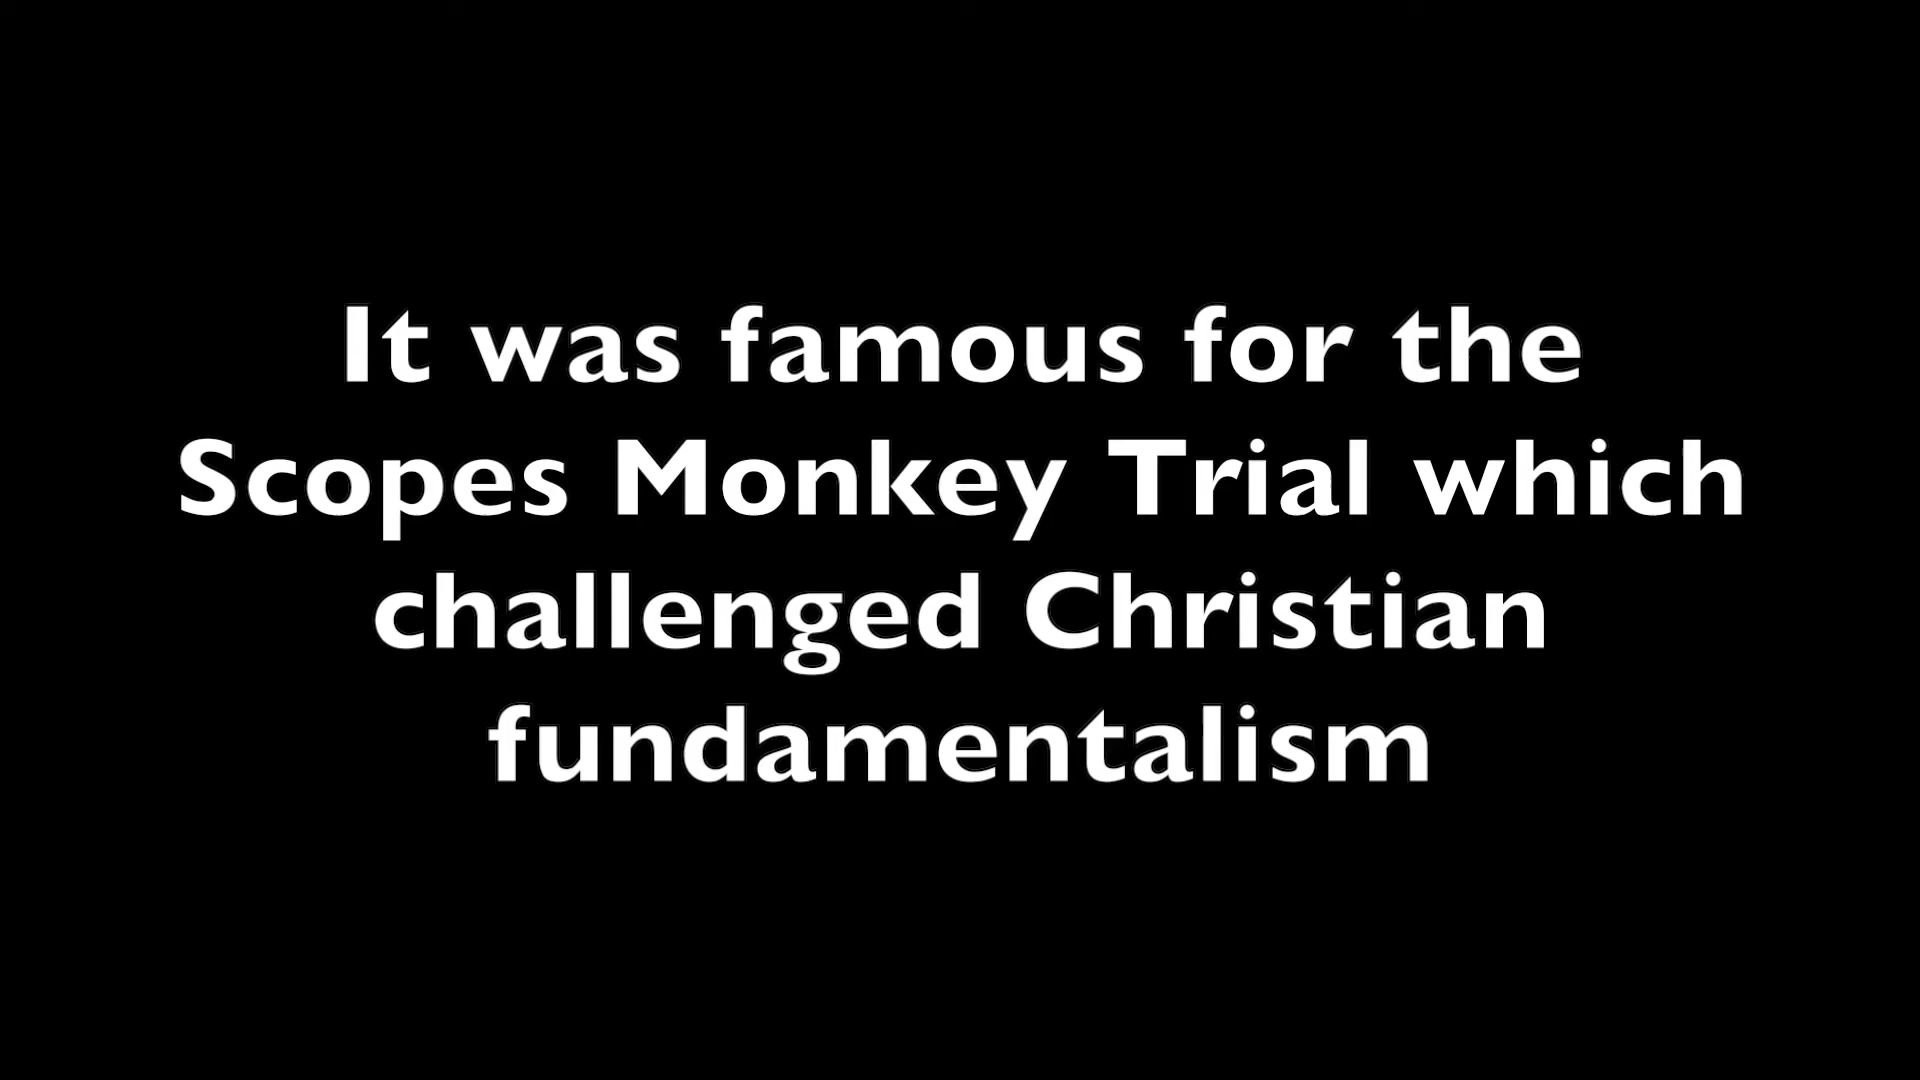 It was famous for the
Scopes Monkey Trial which
challenged Christian
fundamentalism